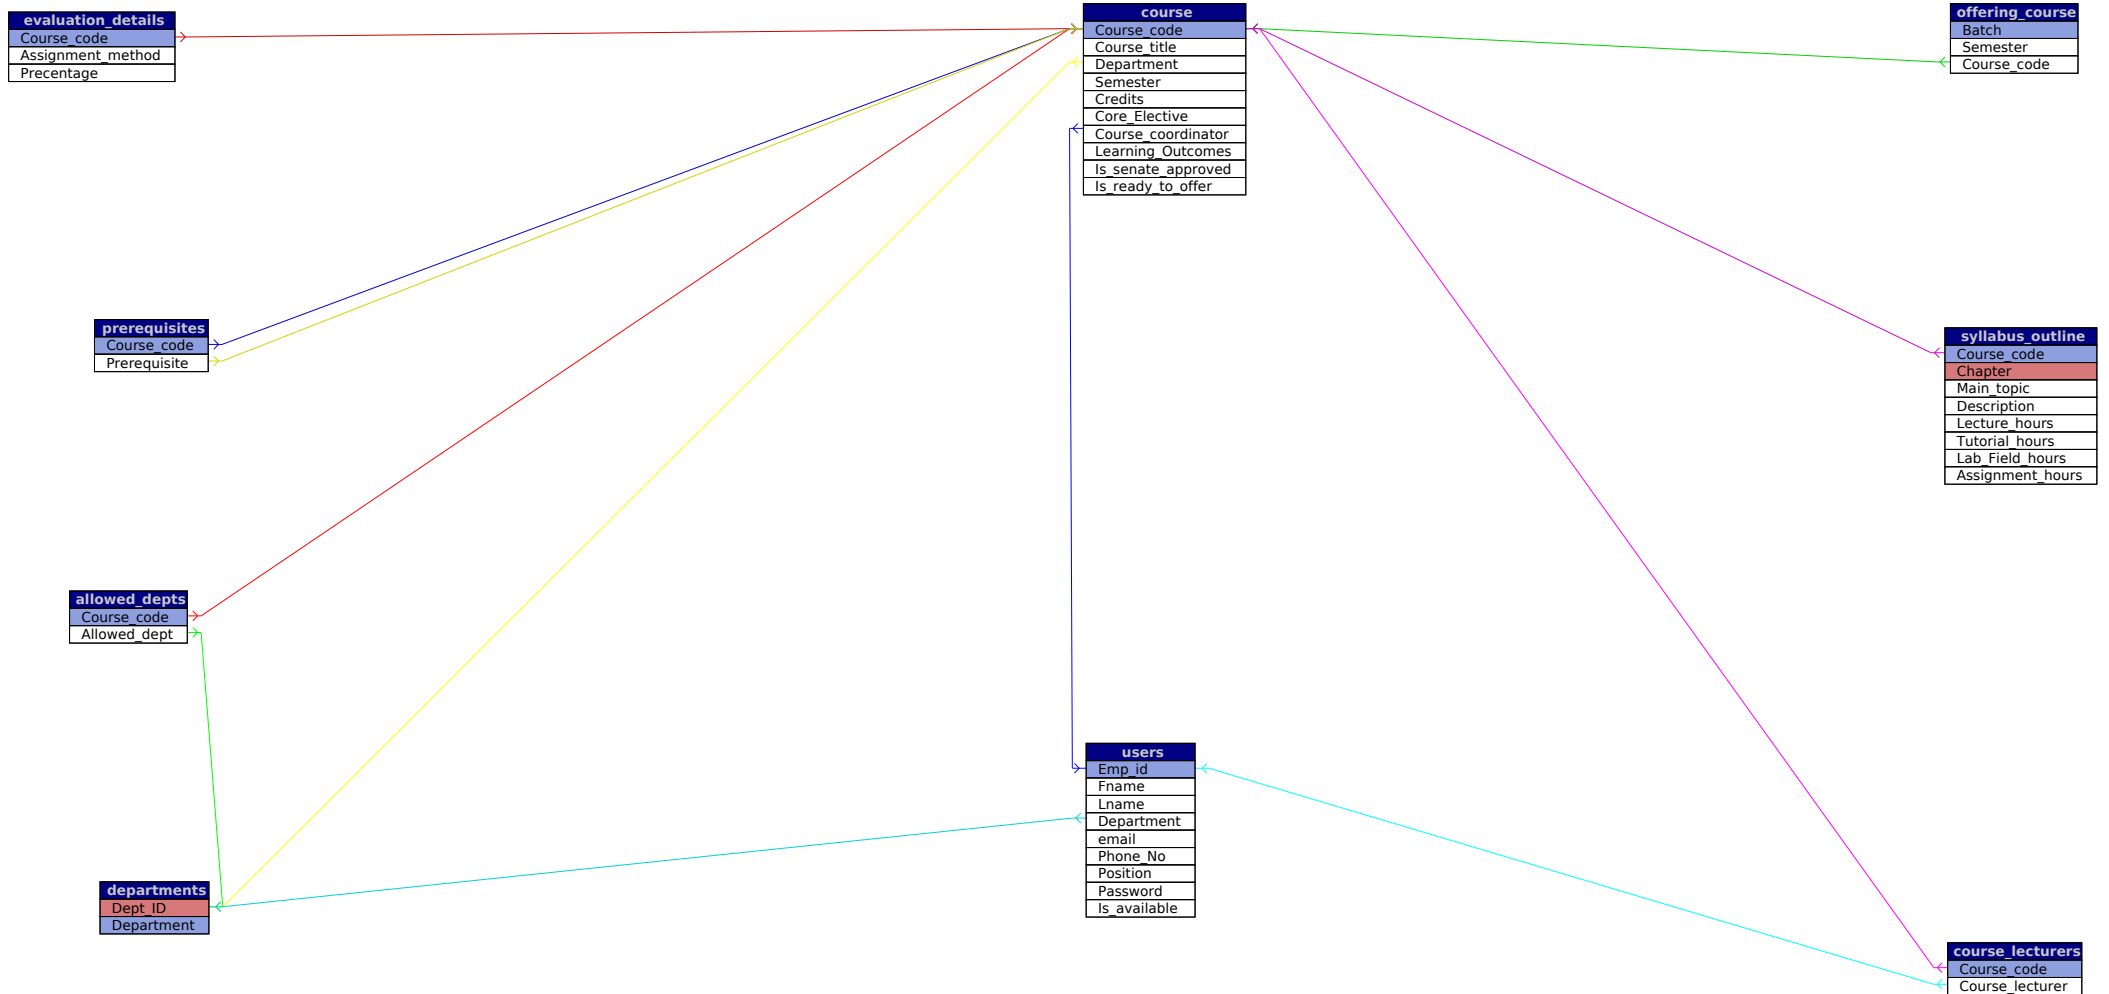 evaluation_details
Course_code
Assignment_method
Precentage
course
Course_code
Course_title
Department
Semester
Credits
Core_Elective
Course_coordinator
Learning_Outcomes
Is_senate_approved
Is_ready_to_offer
offering_course
Batch
Semester
Course_code
prerequisites
Course_code
Prerequisite
syllabus_outline
Course_code
Chapter
Main_topic
Description
Lecture_hours
Tutorial_hours
Lab_Field_hours
Assignment_hours
allowed_depts
Course_code
Allowed_dept
users
Emp_id
Fname
Lname
Department
email
Phone_No
Position
Password
Is_available
departments
Dept_ID
Department
course_lecturers
Course_code
Course_lecturer